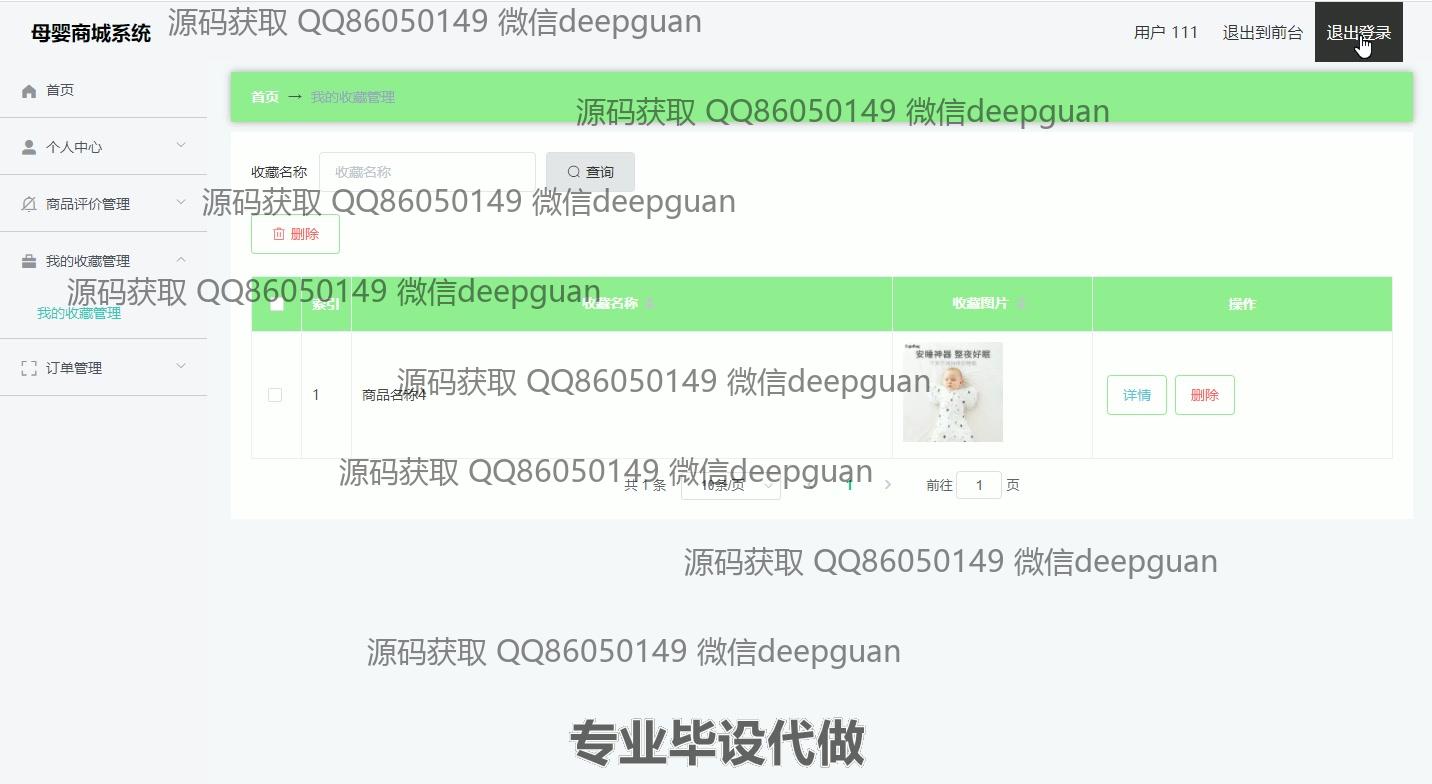 母婴商城系统
源码获取 QQ86050149 微信deepguan
用户 111
退出到前台
退出登录
首页
个人中心
商品评价管理
我的收藏管理
我的收藏管理
订单管理
首页 → 我的收藏管理
源码获取 QQ86050149 微信deepguan
收藏名称
收藏名称
查询
源码获取 QQ86050149 微信deepguan
删除
源码获取 QQ86050149 微信deepguan
索引
收藏名称
收藏图片
操作
1
商品名称4
安睡神器 整夜好眠
详情
删除
源码获取 QQ86050149 微信deepguan
源码获取 QQ86050149 微信deepguan
共 1 条
10条/页
1
前往 1 页
源码获取 QQ86050149 微信deepguan
源码获取 QQ86050149 微信deepguan
专业毕设代做